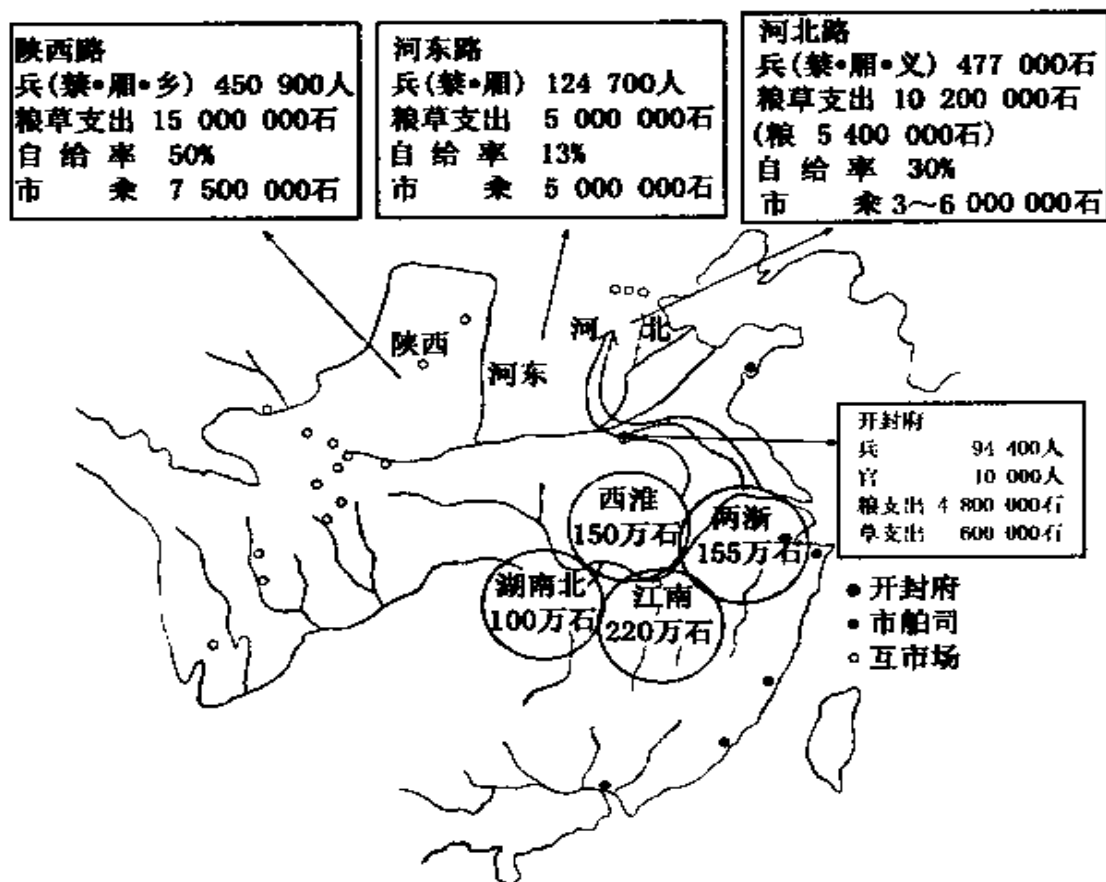 陕西路
兵(禁•厢•乡) 450 900人
粮草支出 15 000 000石
自给率 50%
市籴 7 500 000石
河东路
兵(禁•厢) 124 700人
粮草支出 5 000 000石
自给率 13%
市籴 5 000 000石
河北路
兵(禁•厢•义) 477 000石
粮草支出 10 200 000石
(粮 5 400 000石)
自给率 30%
市籴 3～6 000 000石
陕西
河东
河北
开封府
兵 94 400人
官 10 000人
粮支出 4 800 000石
草支出 600 000石
西淮
150万石
两浙
155万石
湖南北
100万石
江南
220万石
● 开封府
● 市舶司
○ 互市场